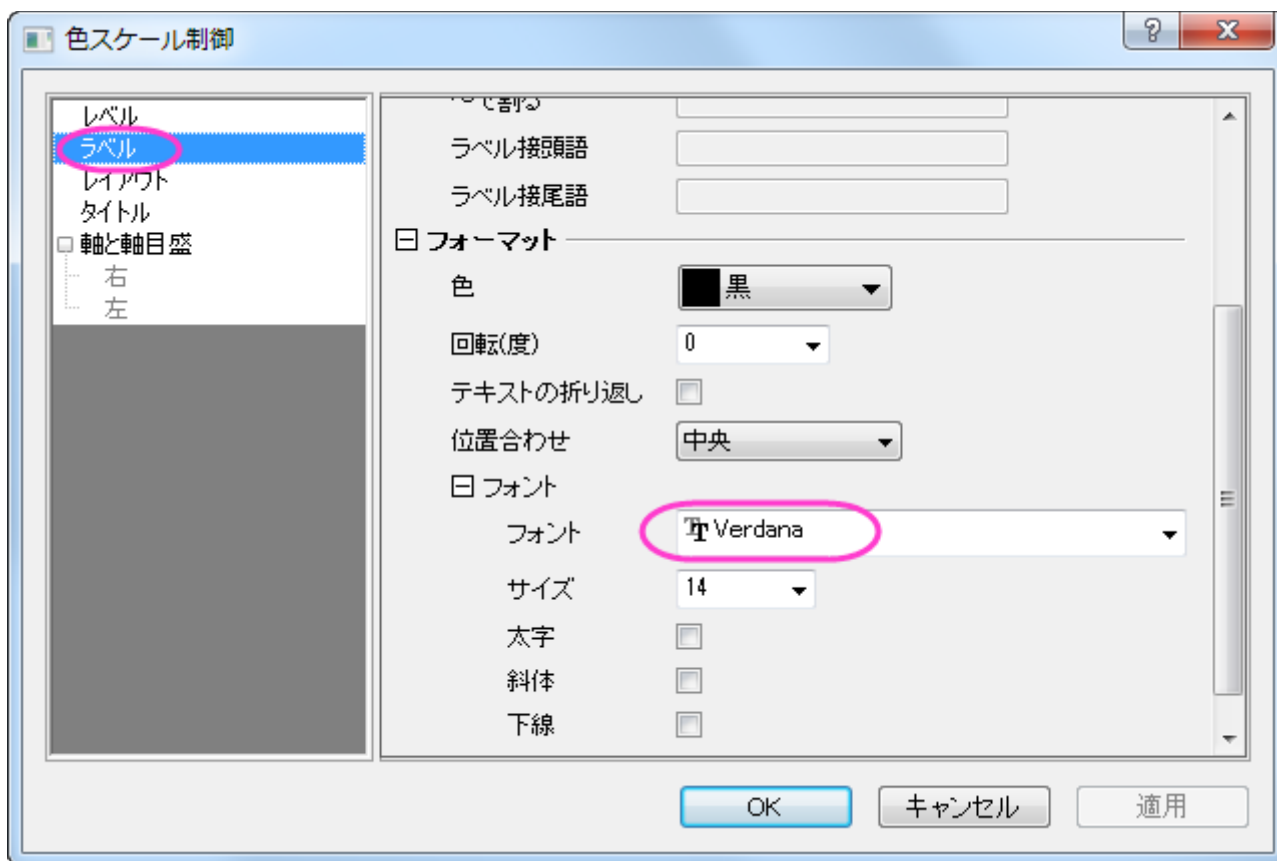 色スケール制御
レベル
ラベル
レイアウト
タイトル
軸と軸目盛
右
左
で割る
ラベル接頭語
ラベル接尾語
フォーマット
色 黒
回転(度) 0
テキストの折り返し
位置合わせ 中央
フォント
フォント Verdana
サイズ 14
太字
斜体
下線
OK キャンセル 適用